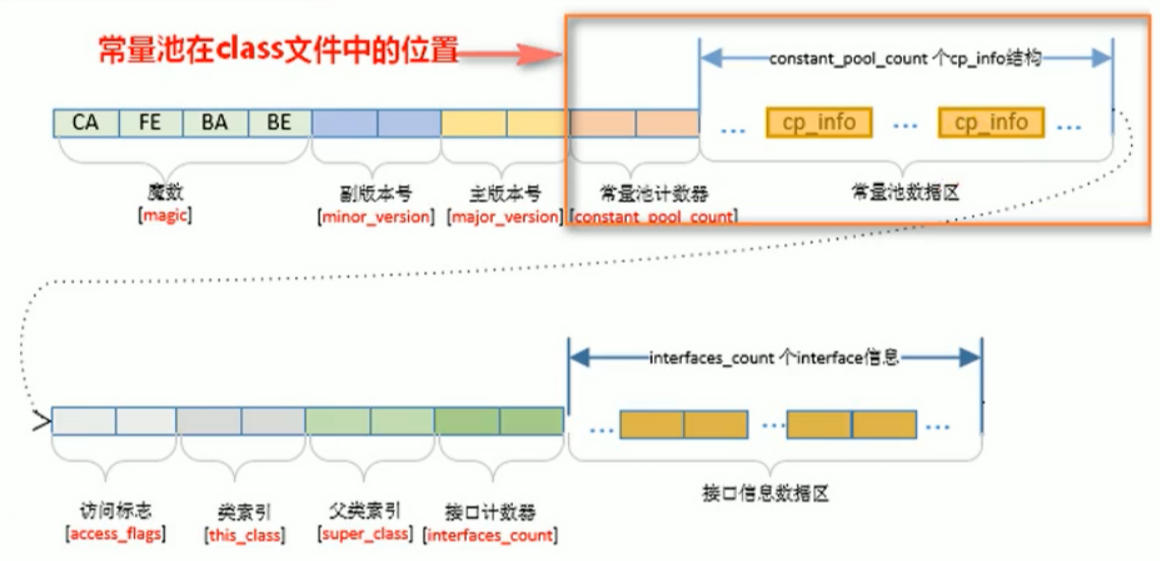 常量池在class文件中的位置
constant_pool_count 个cp_info结构
CA FE BA BE
... cp_info ... cp_info ...
魔数 副版本号 主版本号 常量池计数器 常量池数据区
[magic] [minor_version] [major_version] [constant_pool_count]
interfaces_count 个interface信息
... ... ...
接口信息数据区
访问标志 类索引 父类索引 接口计数器
[access_flags] [this_class] [super_class] [interfaces_count]